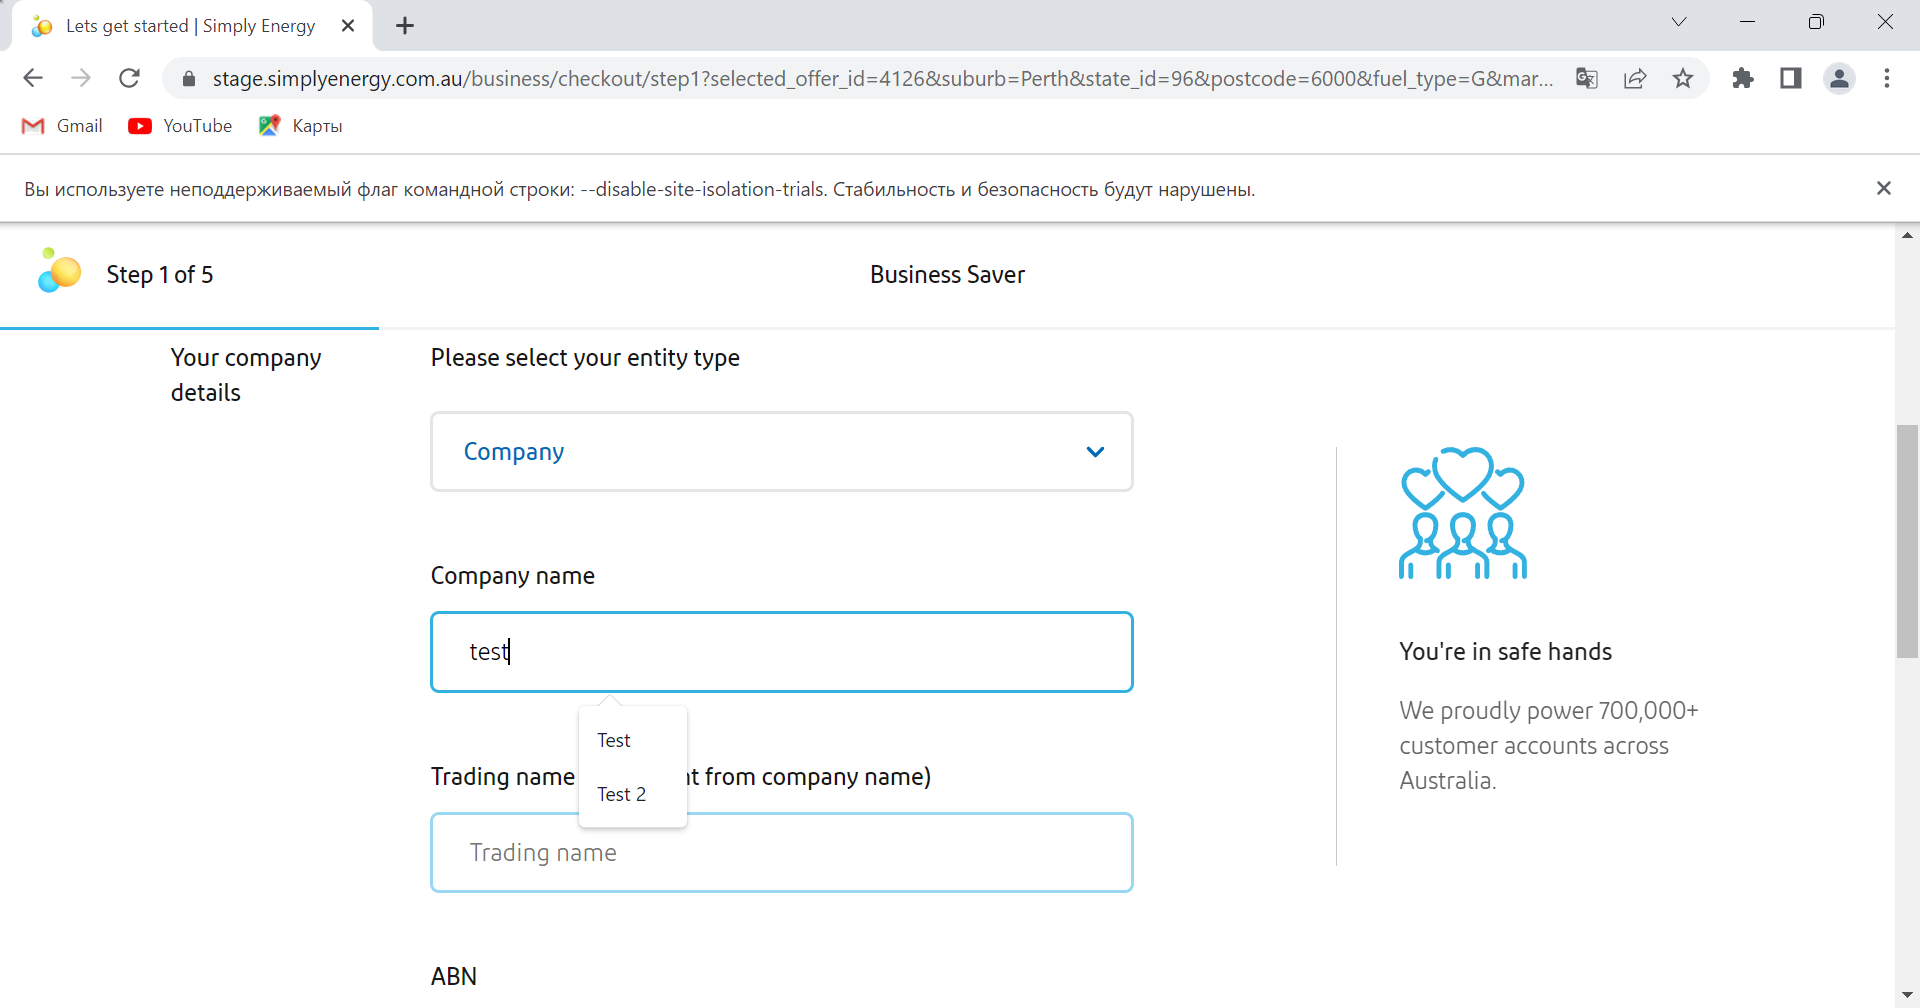 Lets get started | Simply Energy
stage.simplyenergy.com.au/business/checkout/step1?selected_offer_id=4126&suburb=Perth&state_id=96&postcode=6000&fuel_type=G&mar...
Gmail YouTube Карты
Вы используете неподдерживаемый флаг командной строки: --disable-site-isolation-trials. Стабильность и безопасность будут нарушены.
Step 1 of 5 Business Saver
Your company
details
Please select your entity type
Company
Company name
test
Test
Test 2
Trading name t from company name)
Trading name
ABN
You're in safe hands
We proudly power 700,000+
customer accounts across
Australia.